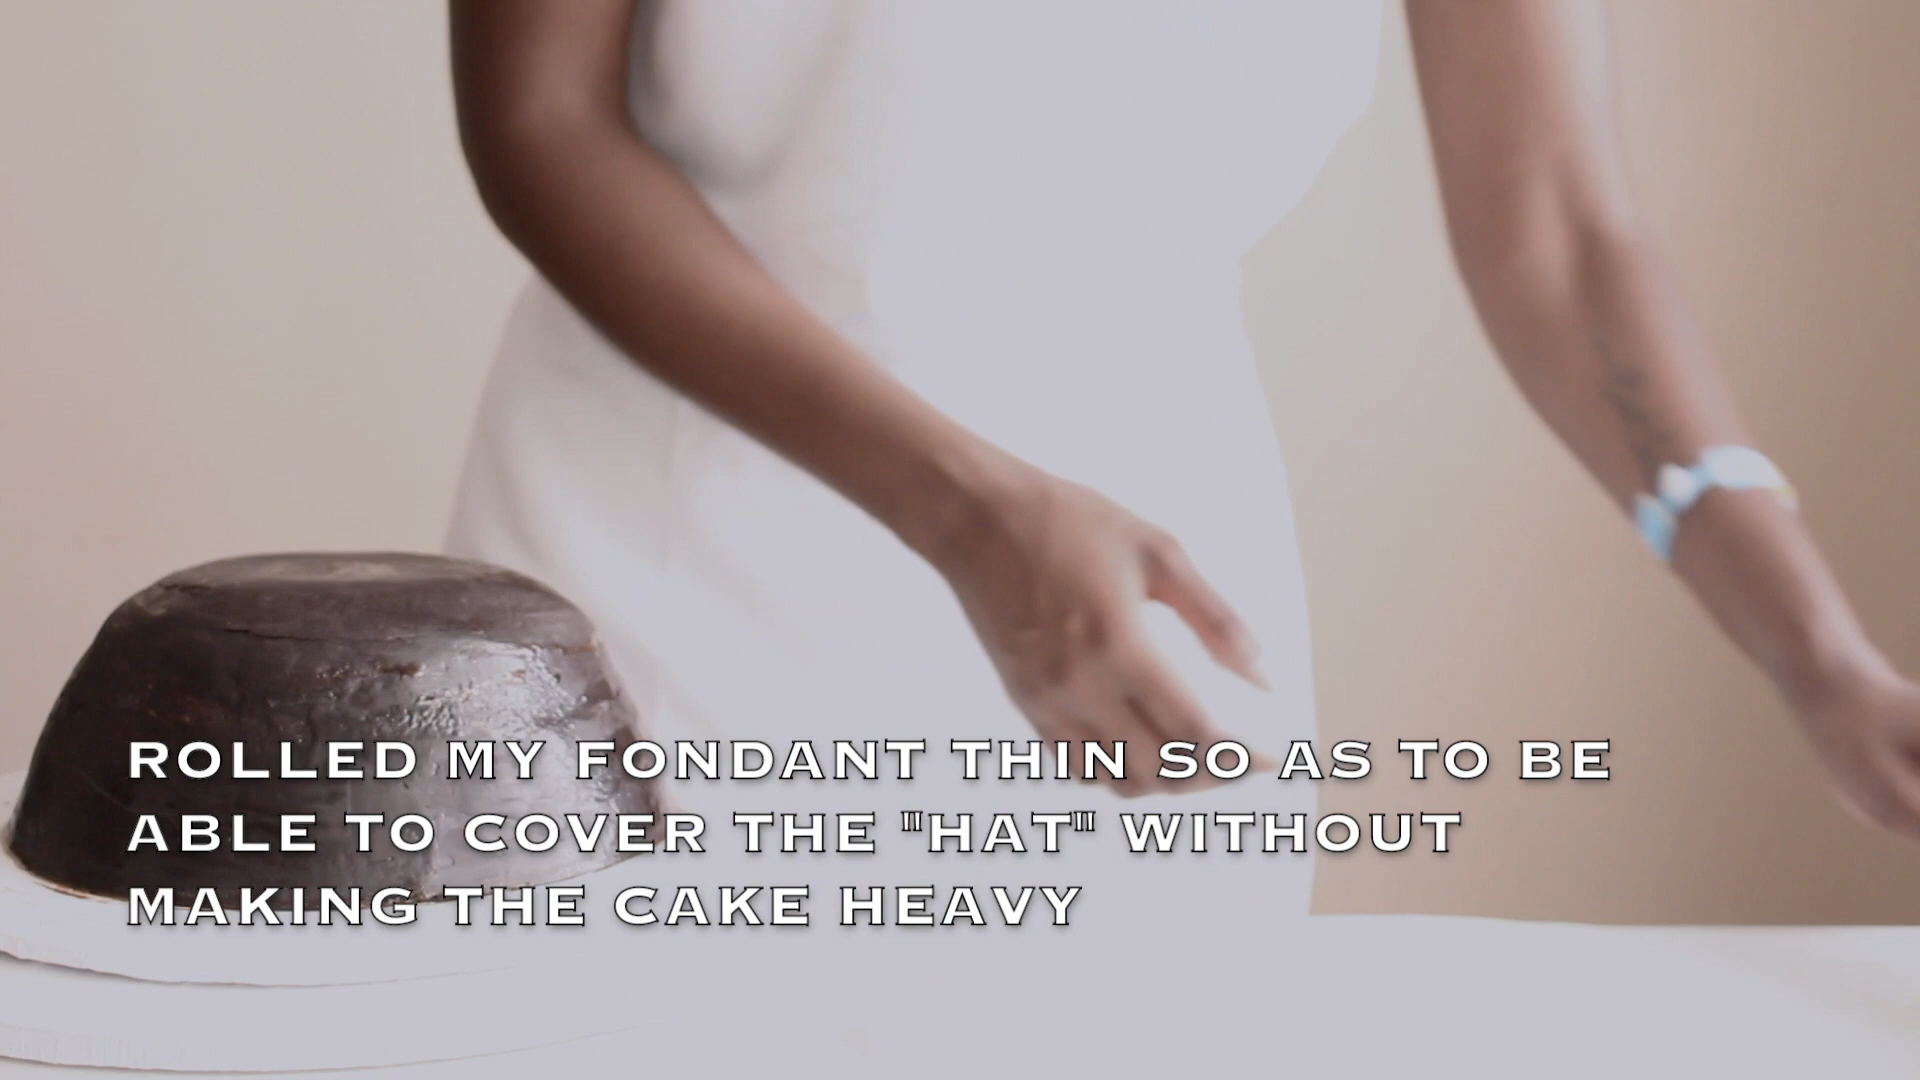 ROLLED MY FONDANT THIN SO AS TO BE
ABLE TO COVER THE "HAT" WITHOUT
MAKING THE CAKE HEAVY